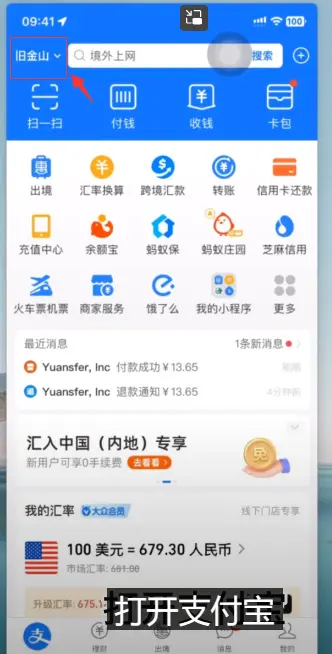 09:41 100
旧金山 境外上网 搜索
扫一扫 付钱 收钱 卡包
出境 汇率换算 跨境汇款 转账 信用卡还款
充值中心 余额宝 蚂蚁保 蚂蚁庄园 芝麻信用
火车票机票 商家服务 饿了么 我的小程序 更多
最近消息 1条新消息
Yuansfer, Inc 付款成功 ¥13.65 刚刚
Yuansfer, Inc 退款通知 ¥13.65 4分钟前
汇入中国（内地）专享
新用户可享0手续费 去看看
我的汇率 大众会员 线下门店专享
100 美元 = 679.30 人民币
市场汇率: 681.00
升级汇率: 675.1
打开支付宝
理财 出境 消息 我的